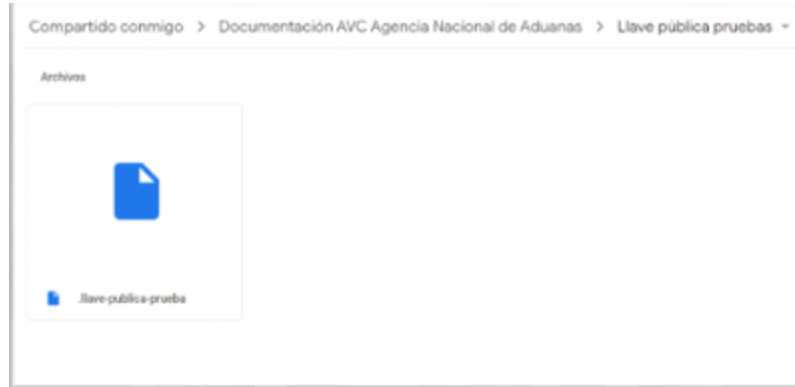 Compartido conmigo > Documentación AVC Agencia Nacional de Aduanas > Llave pública pruebas
Archivos
.llave-publica-prueba